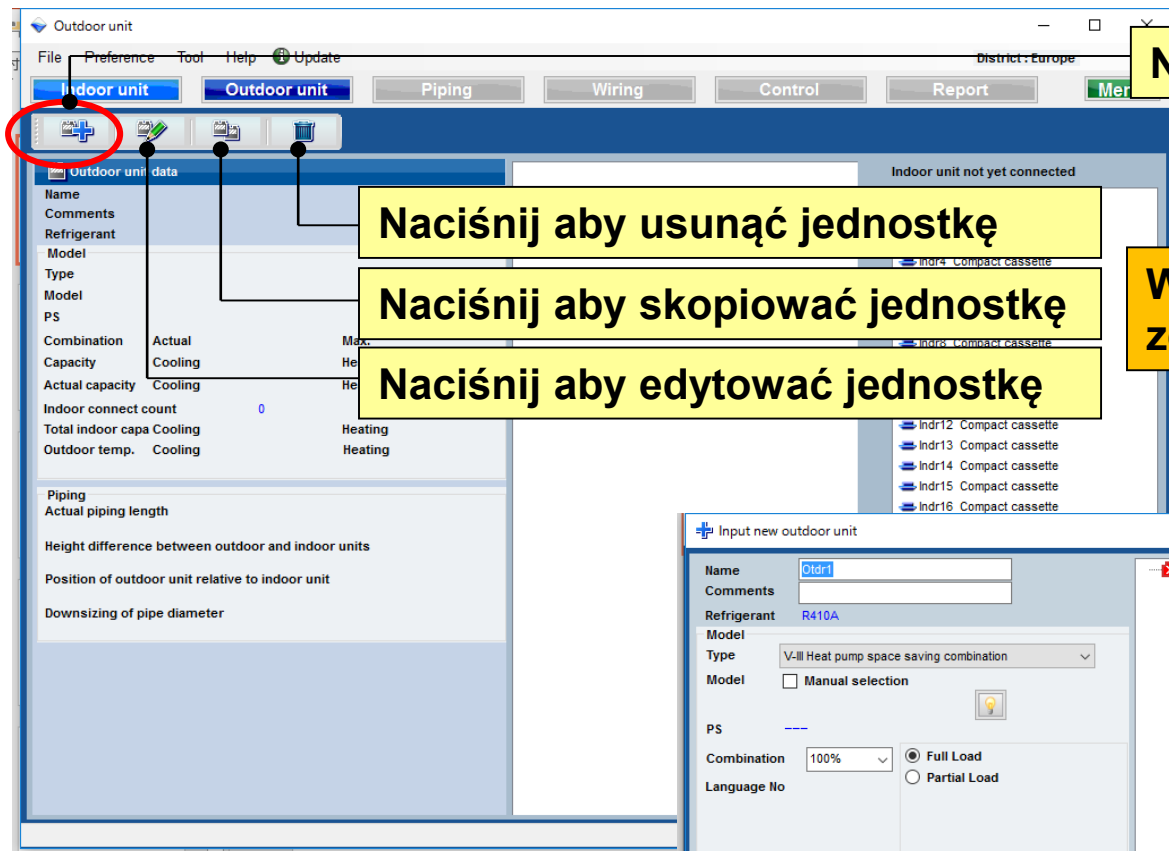 Outdoor unit
File Preference Tool Help Update District : Europe
Indoor unit Outdoor unit Piping Wiring Control Report
Outdoor unit data
Indoor unit not yet connected
Name
Comments
Refrigerant
Model
Type
Model
PS
Combination Actual Max.
Capacity Cooling
Actual capacity Cooling
Indoor connect count 0
Total indoor capa Cooling Heating
Outdoor temp. Cooling Heating
Piping
Actual piping length
Height difference between outdoor and indoor units
Position of outdoor unit relative to indoor unit
Downsizing of pipe diameter
Naciśnij aby usunąć jednostkę
Naciśnij aby skopiować jednostkę
Naciśnij aby edytować jednostkę
Indr4 Compact cassette
Indr8 Compact cassette
Indr12 Compact cassette
Indr13 Compact cassette
Indr14 Compact cassette
Indr15 Compact cassette
Indr16 Compact cassette
Input new outdoor unit
Name Otdr1
Comments
Refrigerant R410A
Model
Type V-III Heat pump space saving combination
Model Manual selection
PS ---
Combination 100% Full Load
Partial Load
Language No